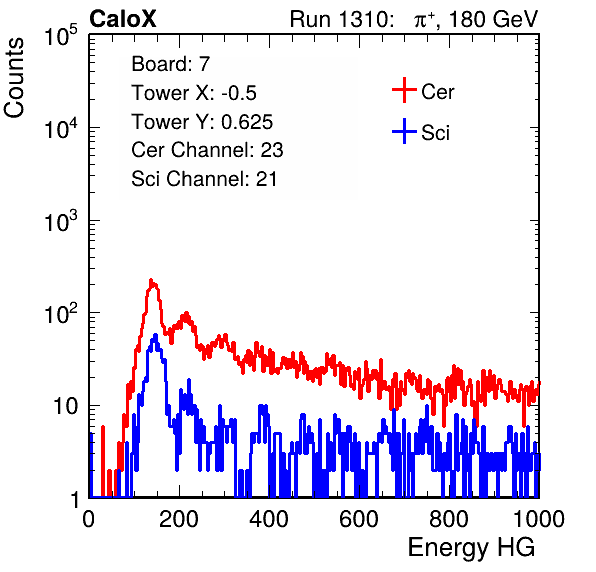 CaloX Run 1310: π⁺, 180 GeV
Counts
10⁵
10⁴
10³
10²
10
1
Board: 7
Tower X: -0.5
Tower Y: 0.625
Cer Channel: 23
Sci Channel: 21
Cer
Sci
0 200 400 600 800 1000
Energy HG